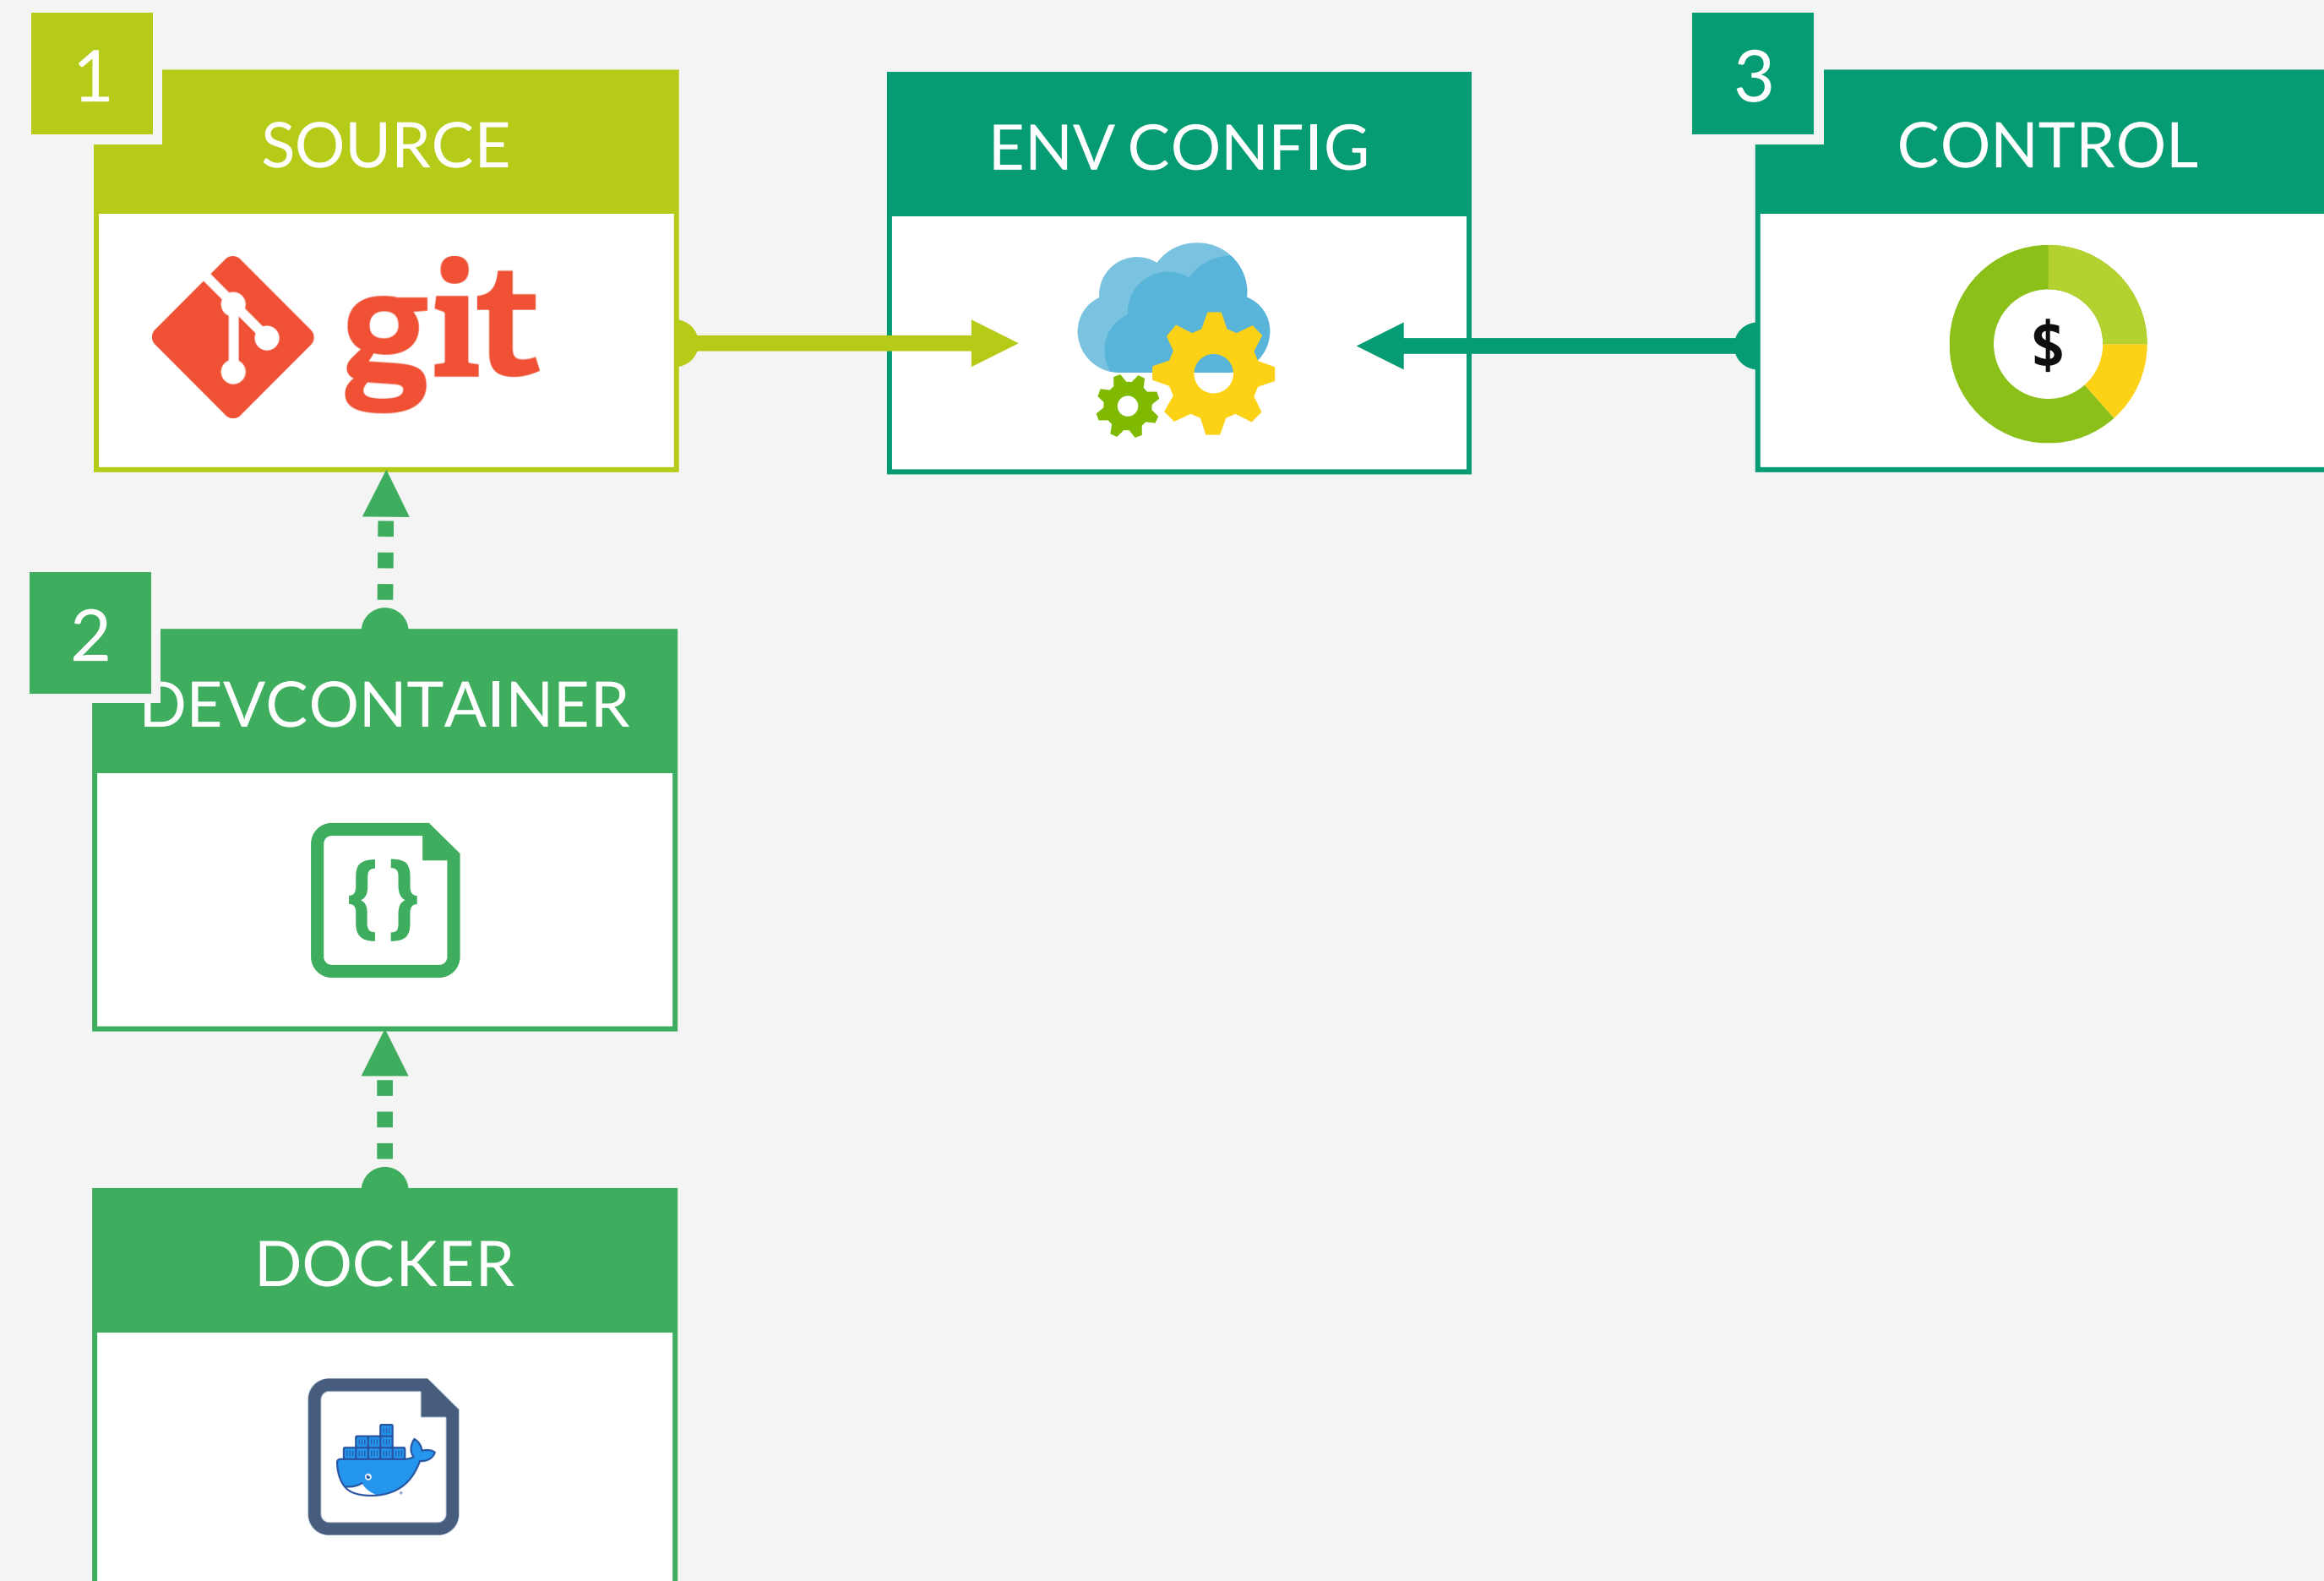 1
SOURCE
git
ENV CONFIG
3
CONTROL
$
2
DEVCONTAINER
{ }
DOCKER